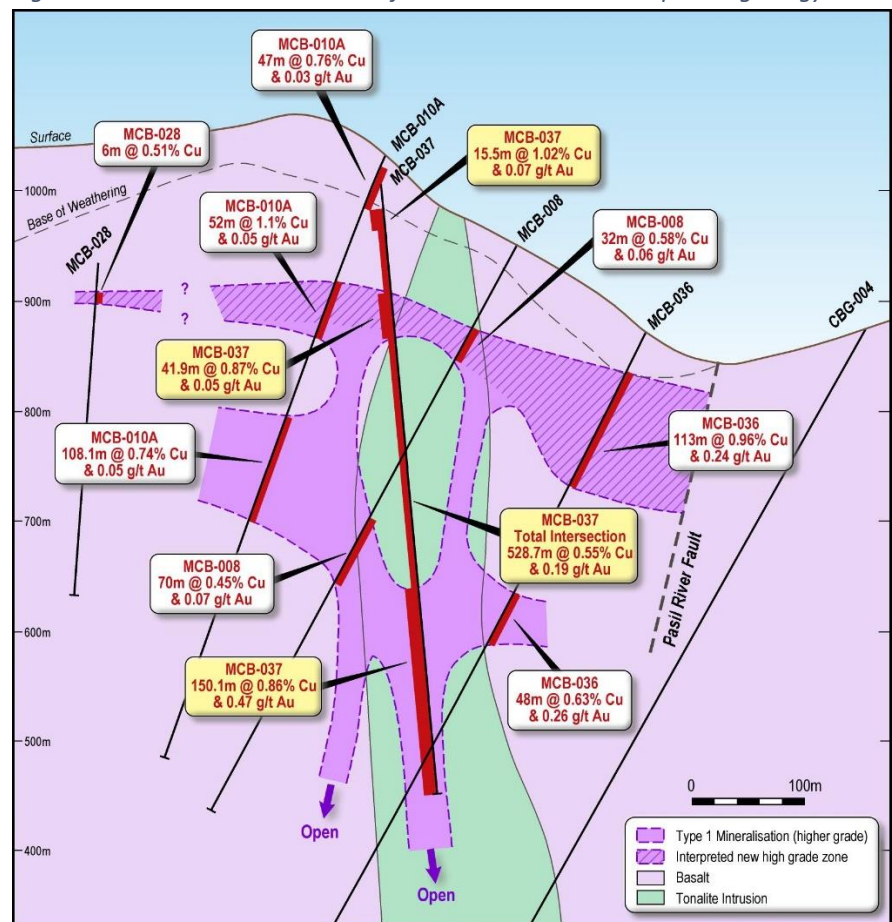 MCB-010A
47m @ 0.76% Cu
& 0.03 g/t Au
MCB-010A
MCB-037
Surface
MCB-028
6m @ 0.51% Cu
MCB-037
15.5m @ 1.02% Cu
& 0.07 g/t Au
1000m
Base of Weathering
MCB-010A
52m @ 1.1% Cu
& 0.05 g/t Au
MCB-008
MCB-008
32m @ 0.58% Cu
& 0.06 g/t Au
MCB-028
900m
?
?
MCB-036
CBG-004
MCB-037
41.9m @ 0.87% Cu
& 0.05 g/t Au
800m
MCB-036
113m @ 0.96% Cu
& 0.24 g/t Au
MCB-010A
108.1m @ 0.74% Cu
& 0.05 g/t Au
700m
MCB-037
Total Intersection
528.7m @ 0.55% Cu
& 0.19 g/t Au
Pasil River Fault
MCB-008
70m @ 0.45% Cu
& 0.07 g/t Au
600m
MCB-037
150.1m @ 0.86% Cu
& 0.47 g/t Au
MCB-036
48m @ 0.63% Cu
& 0.26 g/t Au
500m
0 100m
Open
Type 1 Mineralisation (higher grade)
Interpreted new high grade zone
Basalt
Tonalite Intrusion
400m
Open